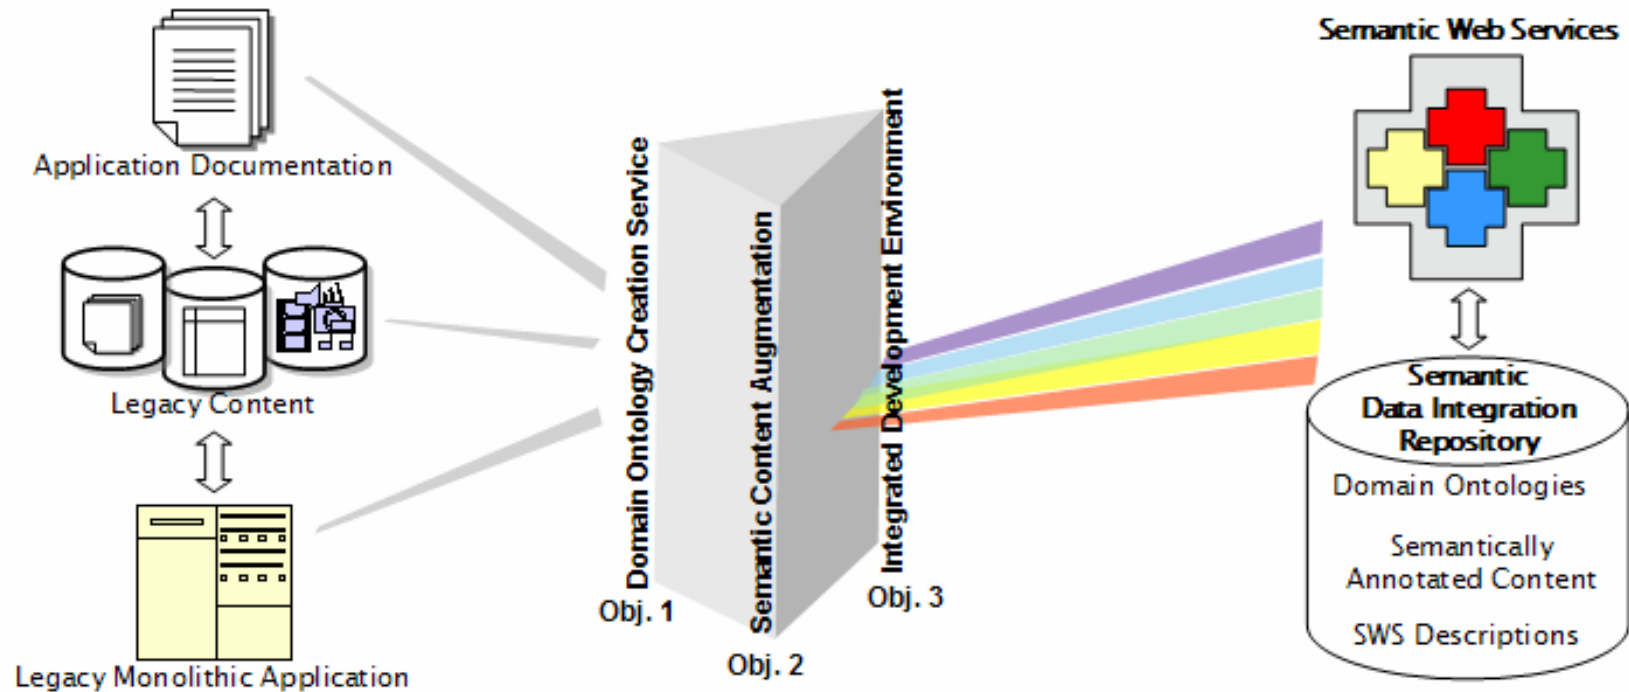 Application Documentation
Legacy Content
Legacy Monolithic Application
Domain Ontology Creation Service
Obj. 1
Semantic Content Augmentation
Obj. 2
Integrated Development Environment
Obj. 3
Semantic Web Services
Semantic
Data Integration
Repository
Domain Ontologies
Semantically
Annotated Content
SWS Descriptions